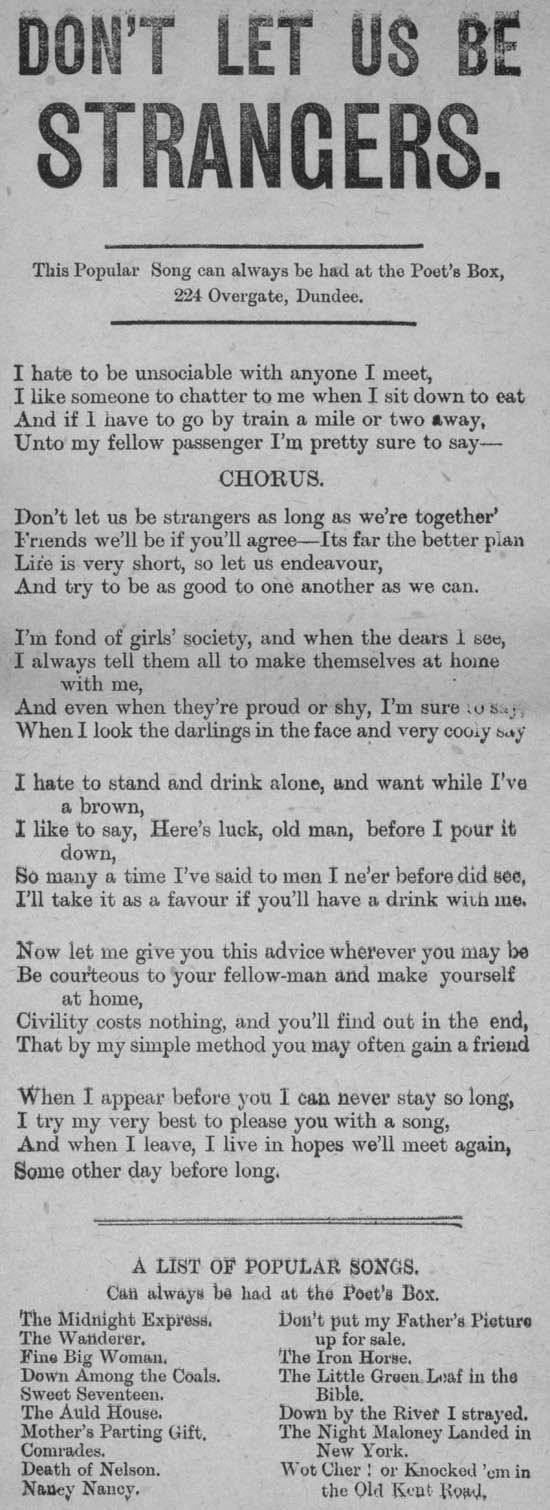 DON'T LET US BE
STRANGERS.
This Popular Song can always be had at the Poet's Box,
224 Overgate, Dundee.
I hate to be unsociable with anyone I meet,
I like someone to chatter to me when I sit down to eat
And if I have to go by train a mile or two away,
Unto my fellow passenger I'm pretty sure to say—
CHORUS.
Don't let us be strangers as long as we're together'
Friends we'll be if you'll agree—Its far the better plan
Life is very short, so let us endeavour,
And try to be as good to one another as we can.
I'm fond of girls' society, and when the dears I see,
I always tell them all to make themselves at home
with me,
And even when they're proud or shy, I'm sure to say,
When I look the darlings in the face and very cooly say
I hate to stand and drink alone, and want while I've
a brown,
I like to say, Here's luck, old man, before I pour it
down,
So many a time I've said to men I ne'er before did see,
I'll take it as a favour if you'll have a drink with me.
Now let me give you this advice wherever you may be
Be courteous to your fellow-man and make yourself
at home,
Civility costs nothing, and you'll find out in the end,
That by my simple method you may often gain a friend
When I appear before you I can never stay so long,
I try my very best to please you with a song,
And when I leave, I live in hopes we'll meet again,
Some other day before long.
A LIST OF POPULAR SONGS.
Can always be had at the Poet's Box.
The Midnight Express.
The Wanderer.
Fine Big Woman.
Down Among the Coals.
Sweet Seventeen.
The Auld House.
Mother's Parting Gift.
Comrades.
Death of Nelson.
Nancy Nancy.
Don't put my Father's Picture
up for sale.
The Iron Horse.
The Little Green Leaf in the
Bible.
Down by the River I strayed.
The Night Maloney Landed in
New York.
Wot Cher ! or Knocked 'em in
the Old Kent Road,